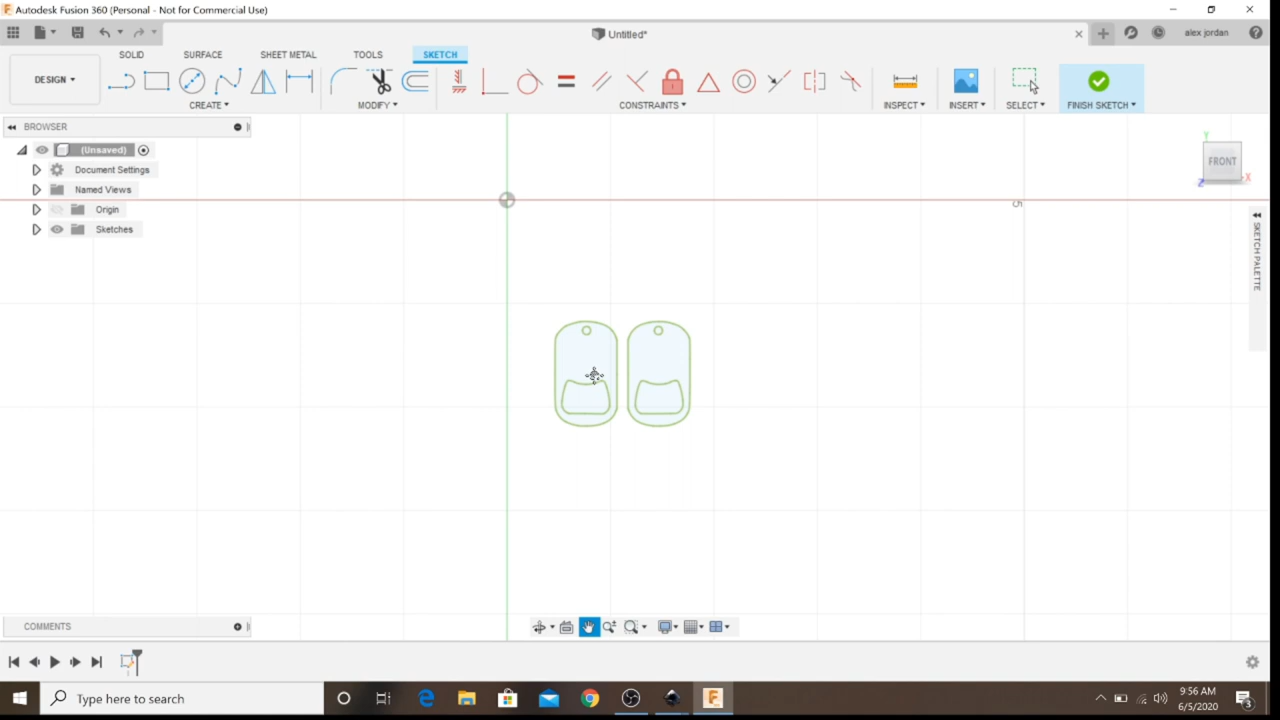 Autodesk Fusion 360 (Personal - Not for Commercial Use)
Untitled*
alex jordan
SOLID SURFACE SHEET METAL TOOLS SKETCH
DESIGN
CREATE MODIFY CONSTRAINTS INSPECT INSERT SELECT FINISH SKETCH
BROWSER
(Unsaved)
Document Settings
Named Views
Origin
Sketches
FRONT
Y
X
Z
5
SKETCH PALETTE
COMMENTS
Type here to search
9:56 AM
6/5/2020
3